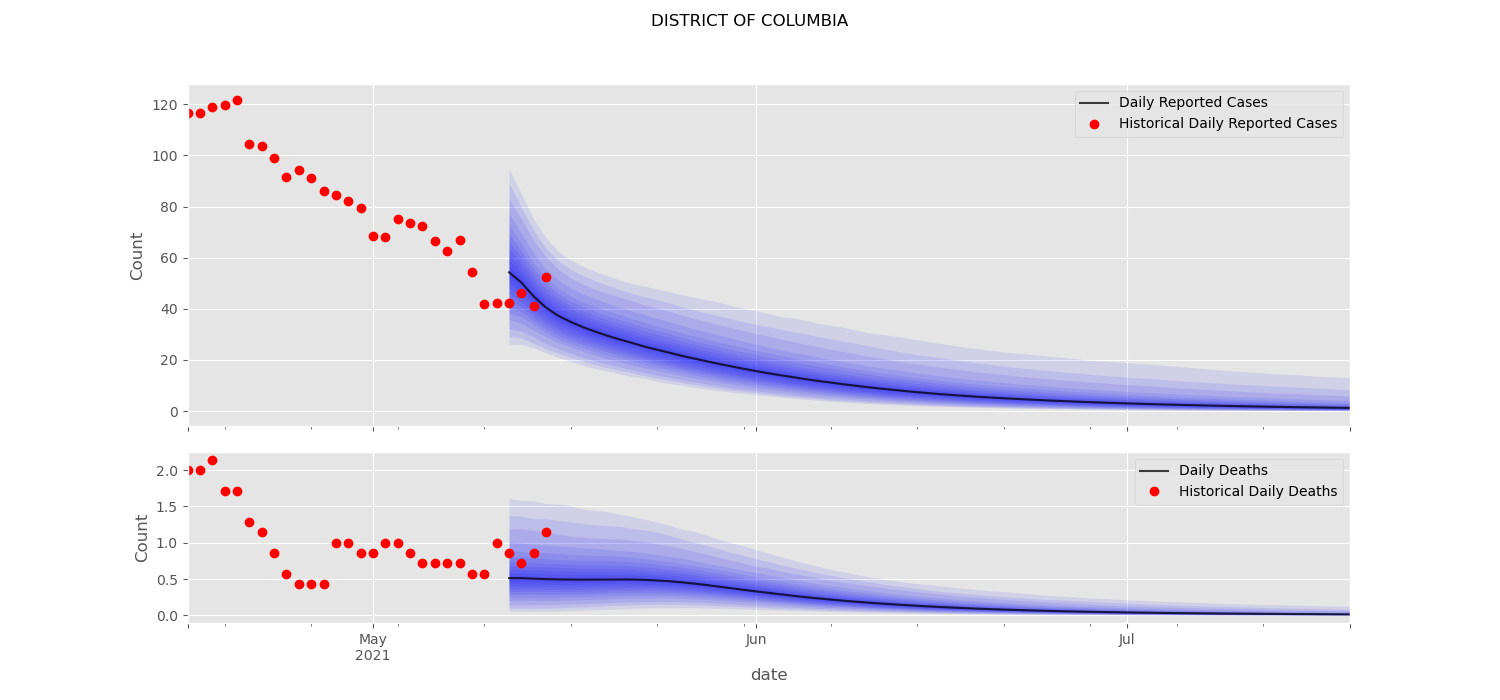 DISTRICT OF COLUMBIA
Daily Reported Cases
Historical Daily Reported Cases
120
100
80
60
40
20
0
Count
Daily Deaths
Historical Daily Deaths
2.0
1.5
1.0
0.5
0.0
Count
May
2021
Jun
Jul
date